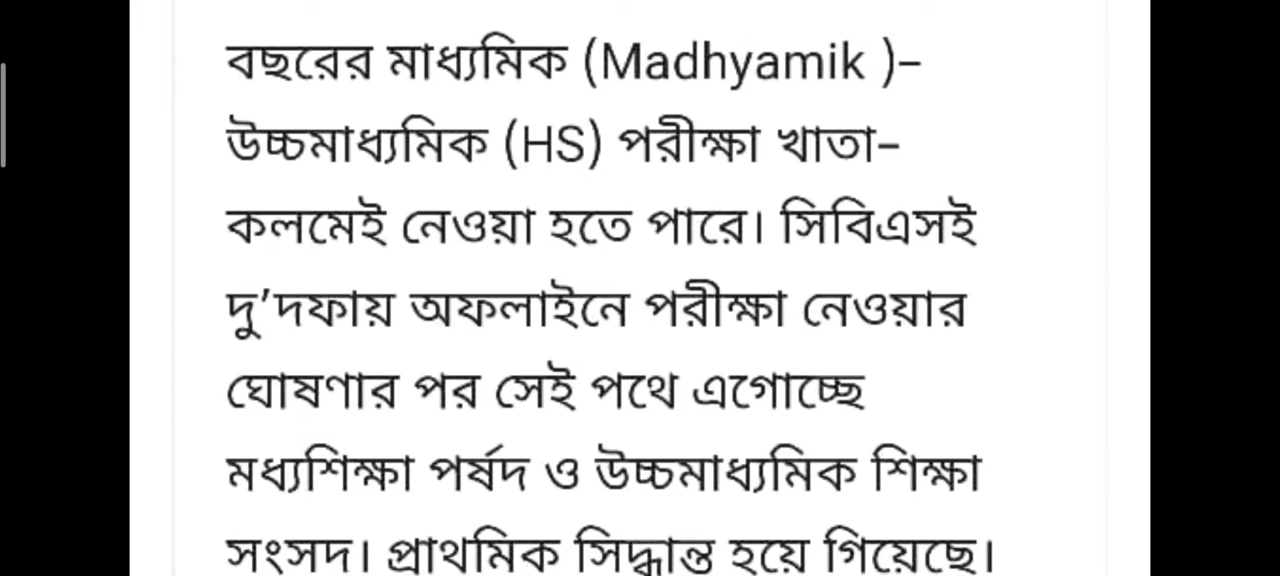 বছরের মাধ্যমিক (Madhyamik )–
উচ্চমাধ্যমিক (HS) পরীক্ষা খাতা–
কলমেই নেওয়া হতে পারে। সিবিএসই
দু’দফায় অফলাইনে পরীক্ষা নেওয়ার
ঘোষণার পর সেই পথে এগোচ্ছে
মধ্যশিক্ষা পর্ষদ ও উচ্চমাধ্যমিক শিক্ষা
সংসদ। প্রাথমিক সিদ্ধান্ত হয়ে গিয়েছে।